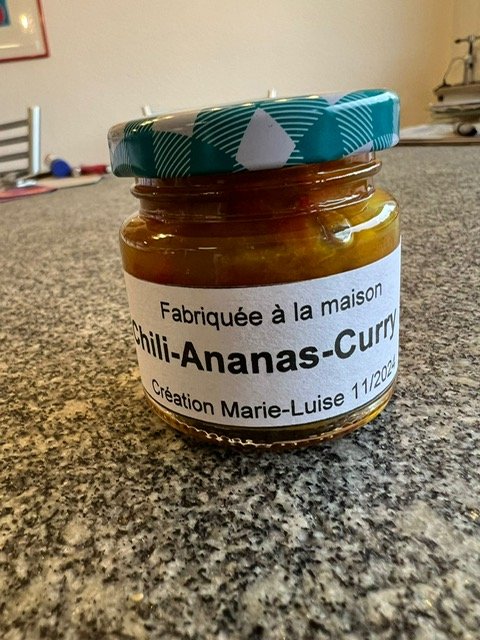 Fabriquée à la maison
Chili-Ananas-Curry
Création Marie-Luise 11/2024